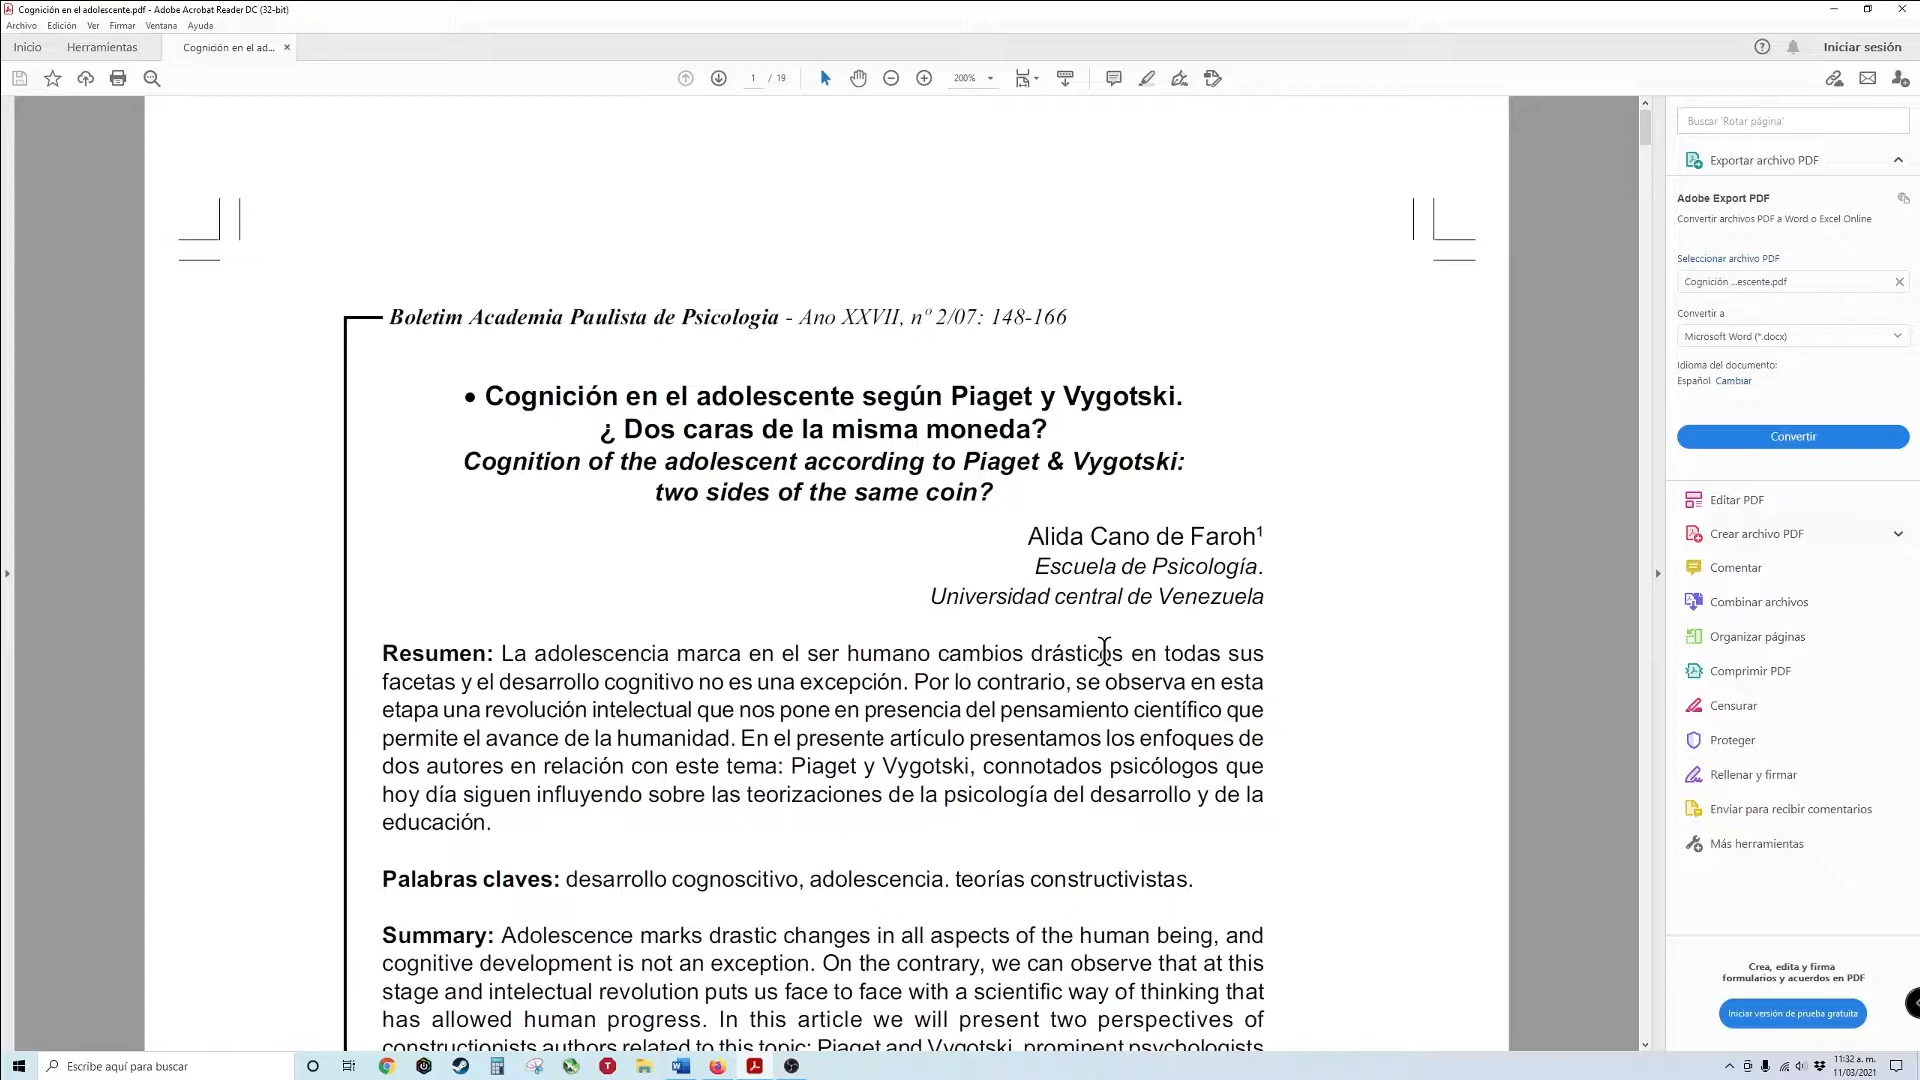 Cognición en el adolescente.pdf - Adobe Acrobat Reader DC (32-bit)
Archivo Edición Ver Firmar Ventana Ayuda
Inicio Herramientas Cognición en el ad... Iniciar sesión
1 / 19 200%
Buscar 'Rotar página'
Exportar archivo PDF
Adobe Export PDF
Convertir archivos PDF a Word o Excel Online
Seleccionar archivo PDF
Cognición ...escente.pdf
Convertir a
Microsoft Word (*.docx)
Idioma del documento:
Español Cambiar
Convertir
Editar PDF
Crear archivo PDF
Comentar
Combinar archivos
Organizar páginas
Comprimir PDF
Censurar
Proteger
Rellenar y firmar
Enviar para recibir comentarios
Más herramientas
Crea, edita y firma
formularios y acuerdos en PDF
Iniciar versión de prueba gratuita
Boletim Academia Paulista de Psicologia - Ano XXVII, nº 2/07: 148-166
• Cognición en el adolescente según Piaget y Vygotski.
¿ Dos caras de la misma moneda?
Cognition of the adolescent according to Piaget & Vygotski:
two sides of the same coin?
Alida Cano de Faroh¹
Escuela de Psicología.
Universidad central de Venezuela
Resumen: La adolescencia marca en el ser humano cambios drásticos en todas sus
facetas y el desarrollo cognitivo no es una excepción. Por lo contrario, se observa en esta
etapa una revolución intelectual que nos pone en presencia del pensamiento científico que
permite el avance de la humanidad. En el presente artículo presentamos los enfoques de
dos autores en relación con este tema: Piaget y Vygotski, connotados psicólogos que
hoy día siguen influyendo sobre las teorizaciones de la psicología del desarrollo y de la
educación.
Palabras claves: desarrollo cognoscitivo, adolescencia. teorías constructivistas.
Summary: Adolescence marks drastic changes in all aspects of the human being, and
cognitive development is not an exception. On the contrary, we can observe that at this
stage and intelectual revolution puts us face to face with a scientific way of thinking that
has allowed human progress. In this article we will present two perspectives of
constructionists authors related to this topic: Piaget and Vygotski, prominent psychologists
Escribe aquí para buscar
11:32 a. m.
11/03/2021